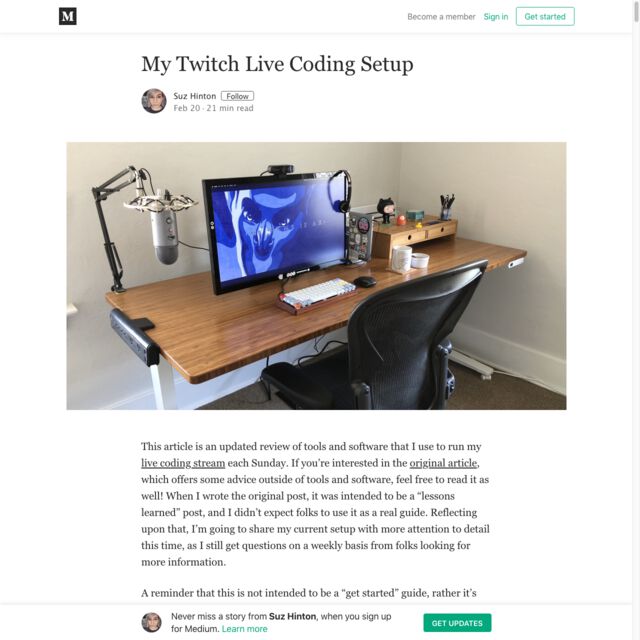 M
Become a member Sign in Get started
My Twitch Live Coding Setup
Suz Hinton Follow
Feb 20 · 21 min read
This article is an updated review of tools and software that I use to run my
live coding stream each Sunday. If you’re interested in the original article,
which offers some advice outside of tools and software, feel free to read it as
well! When I wrote the original post, it was intended to be a “lessons
learned” post, and I didn’t expect folks to use it as a real guide. Reflecting
upon that, I’m going to share my current setup with more attention to detail
this time, as I still get questions on a weekly basis from folks looking for
more information.
A reminder that this is not intended to be a “get started” guide, rather it’s
Never miss a story from Suz Hinton, when you sign up
for Medium. Learn more
GET UPDATES